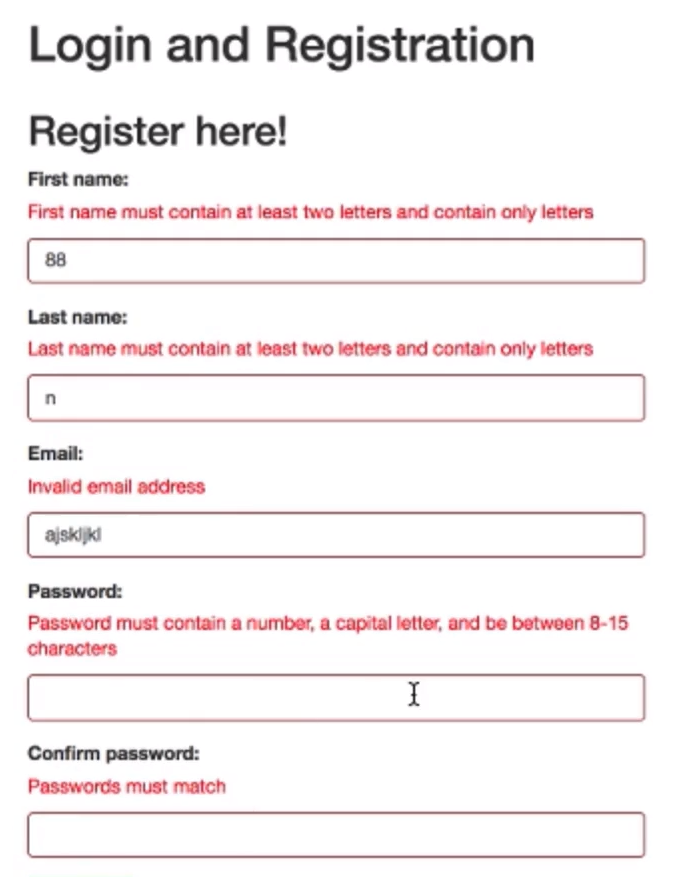 Login and Registration
Register here!
First name:
First name must contain at least two letters and contain only letters
88
Last name:
Last name must contain at least two letters and contain only letters
n
Email:
Invalid email address
ajskljkl
Password:
Password must contain a number, a capital letter, and be between 8-15
characters
Confirm password:
Passwords must match